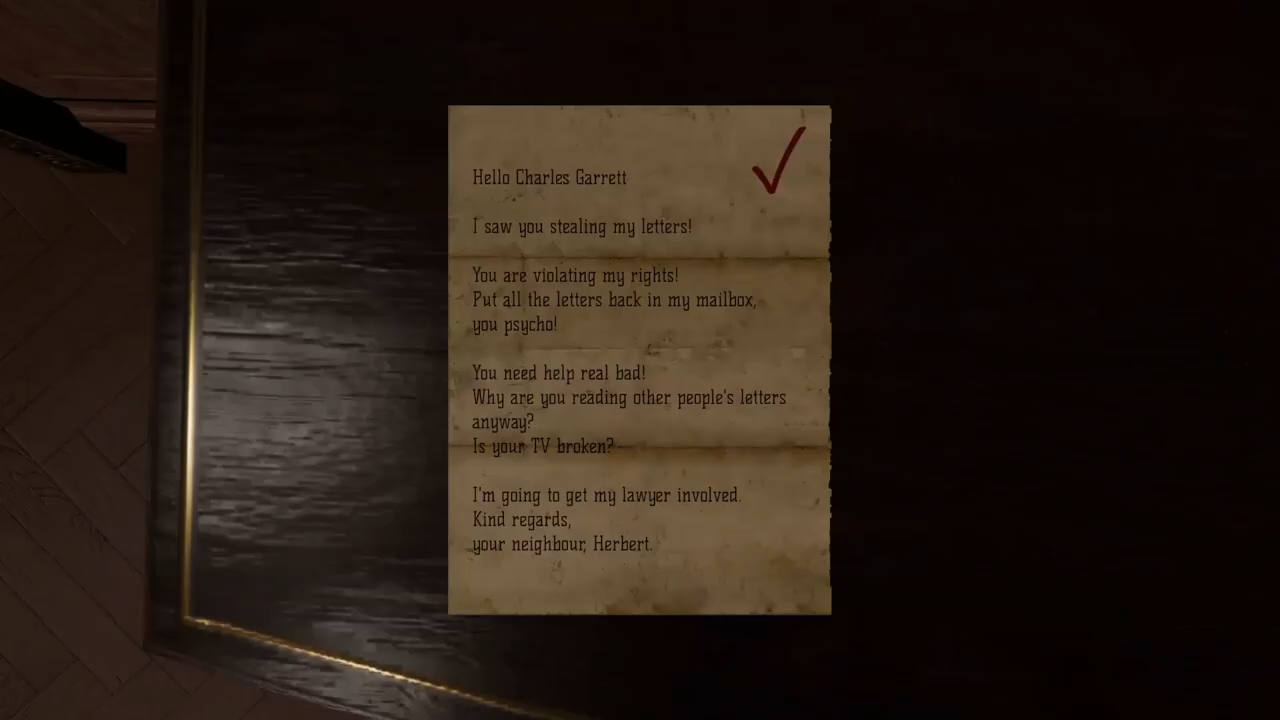 Hello Charles Garrett
I saw you stealing my letters!
You are violating my rights!
Put all the letters back in my mailbox,
you psycho!
You need help real bad!
Why are you reading other people's letters
anyway?
Is your TV broken?
I'm going to get my lawyer involved.
Kind regards,
your neighbour, Herbert.